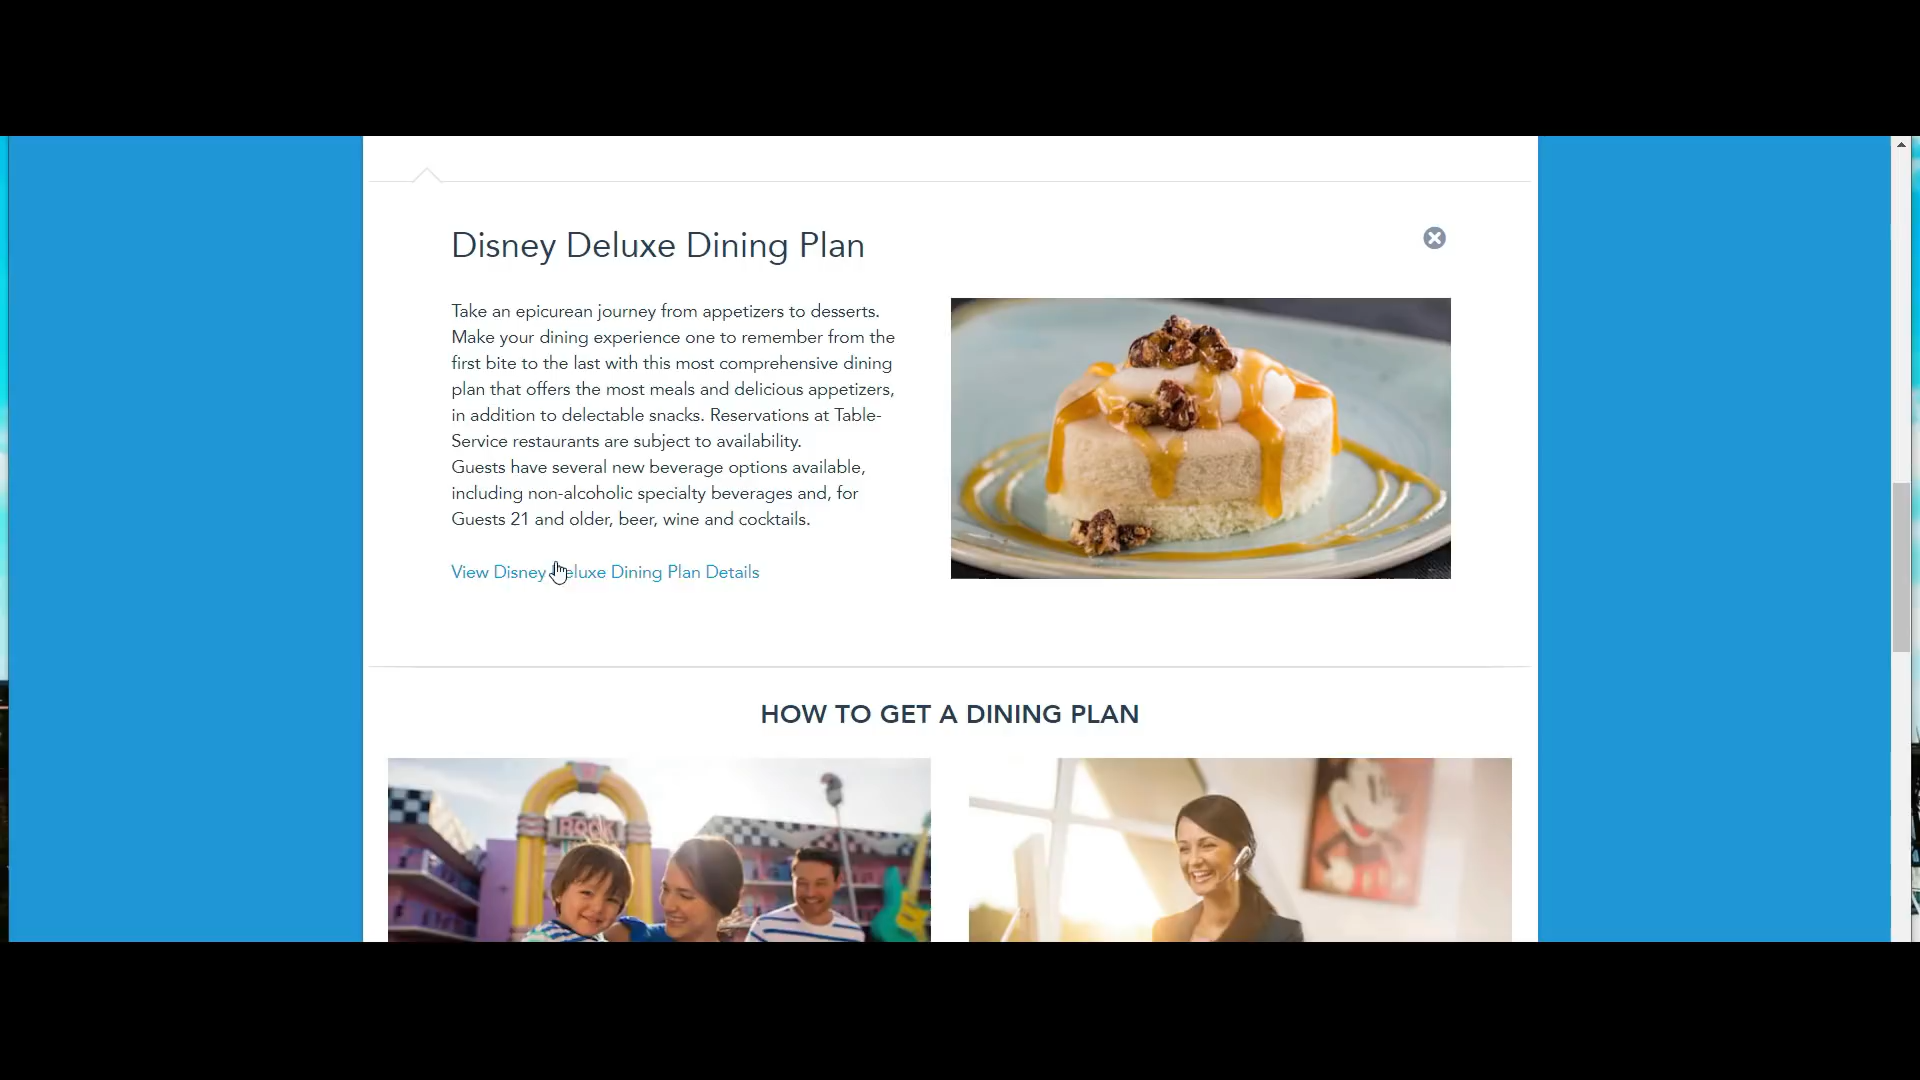 Disney Deluxe Dining Plan
Take an epicurean journey from appetizers to desserts.
Make your dining experience one to remember from the
first bite to the last with this most comprehensive dining
plan that offers the most meals and delicious appetizers,
in addition to delectable snacks. Reservations at Table-
Service restaurants are subject to availability.
Guests have several new beverage options available,
including non-alcoholic specialty beverages and, for
Guests 21 and older, beer, wine and cocktails.
View Disney Deluxe Dining Plan Details
HOW TO GET A DINING PLAN
ROCK